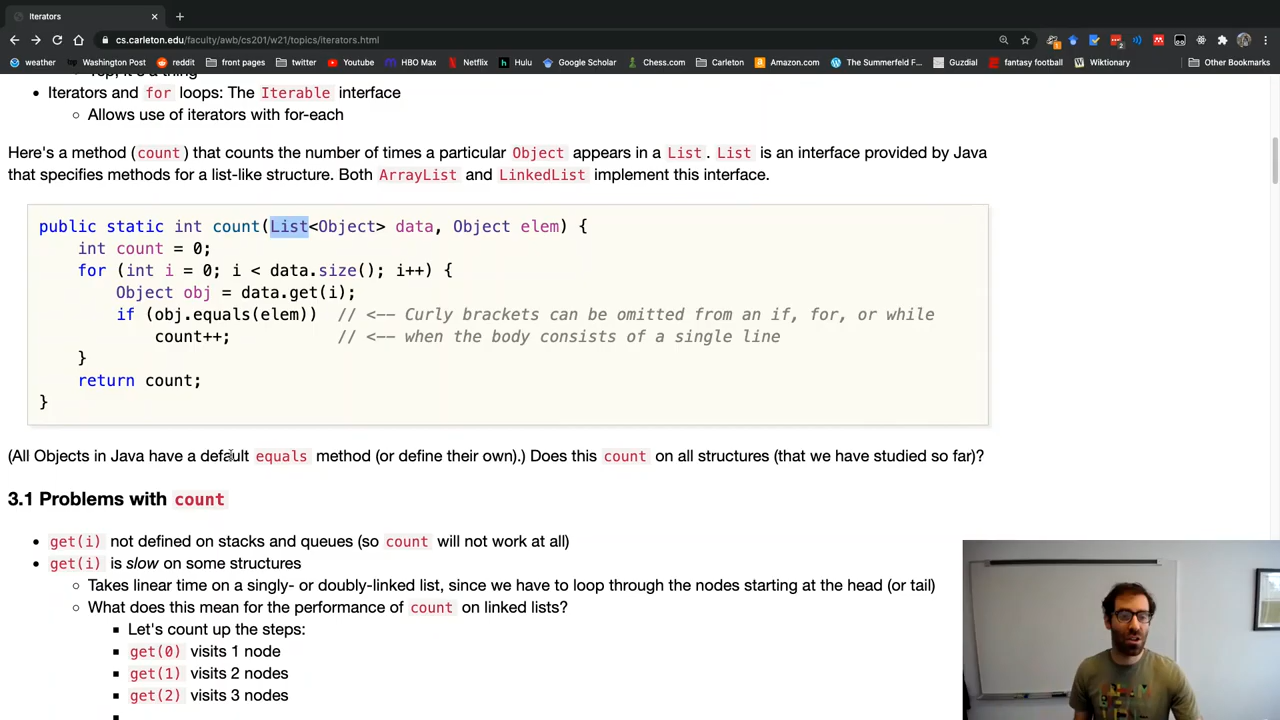 Iterators
cs.carleton.edu/faculty/awb/cs201/w21/topics/iterators.html
weather Washington Post reddit front pages twitter Youtube HBO Max Netflix Hulu Google Scholar Chess.com Carleton Amazon.com The Summerfeld F... Guzdial fantasy football Wiktionary Other Bookmarks
Yep, it's a thing
• Iterators and for loops: The Iterable interface
◦ Allows use of iterators with for-each
Here's a method (count) that counts the number of times a particular Object appears in a List. List is an interface provided by Java
that specifies methods for a list-like structure. Both ArrayList and LinkedList implement this interface.
public static int count(List<Object> data, Object elem) {
int count = 0;
for (int i = 0; i < data.size(); i++) {
Object obj = data.get(i);
if (obj.equals(elem)) // <-- Curly brackets can be omitted from an if, for, or while
count++; // <-- when the body consists of a single line
}
return count;
}
(All Objects in Java have a default equals method (or define their own).) Does this count on all structures (that we have studied so far)?
3.1 Problems with count
• get(i) not defined on stacks and queues (so count will not work at all)
• get(i) is slow on some structures
◦ Takes linear time on a singly- or doubly-linked list, since we have to loop through the nodes starting at the head (or tail)
◦ What does this mean for the performance of count on linked lists?
▪ Let's count up the steps:
▪ get(0) visits 1 node
▪ get(1) visits 2 nodes
▪ get(2) visits 3 nodes